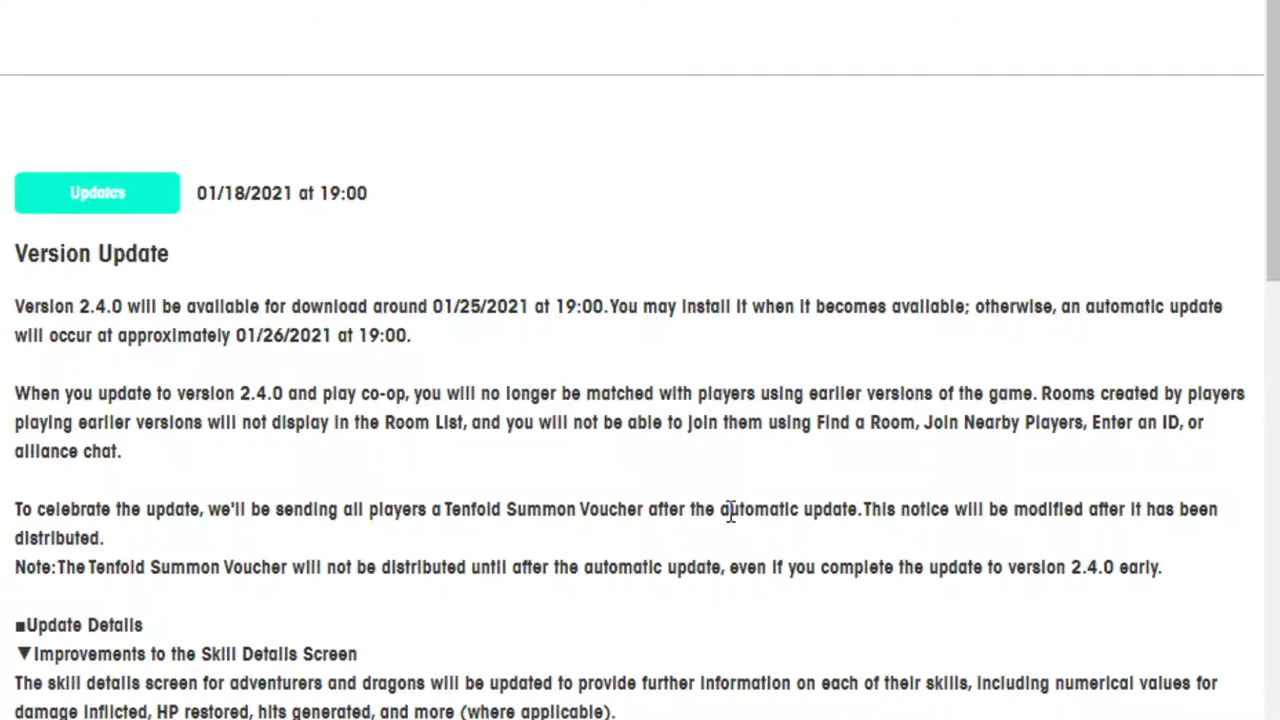 Updates 01/18/2021 at 19:00
Version Update
Version 2.4.0 will be available for download around 01/25/2021 at 19:00. You may install it when it becomes available; otherwise, an automatic update
will occur at approximately 01/26/2021 at 19:00.
When you update to version 2.4.0 and play co-op, you will no longer be matched with players using earlier versions of the game. Rooms created by players
playing earlier versions will not display in the Room List, and you will not be able to join them using Find a Room, Join Nearby Players, Enter an ID, or
alliance chat.
To celebrate the update, we'll be sending all players a Tenfold Summon Voucher after the automatic update. This notice will be modified after it has been
distributed.
Note: The Tenfold Summon Voucher will not be distributed until after the automatic update, even if you complete the update to version 2.4.0 early.
■Update Details
▼Improvements to the Skill Details Screen
The skill details screen for adventurers and dragons will be updated to provide further information on each of their skills, including numerical values for
damage inflicted, HP restored, hits generated, and more (where applicable).